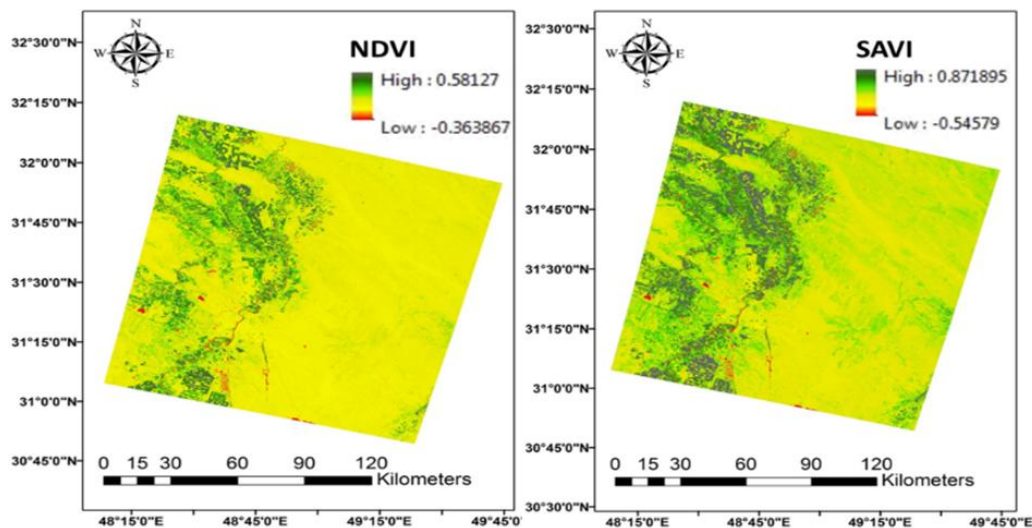 N
W E
S
NDVI
High : 0.58127
Low : -0.363867
32°30'0"N
32°15'0"N
32°0'0"N
31°45'0"N
31°30'0"N
31°15'0"N
31°0'0"N
30°45'0"N
0 15 30 60 90 120
Kilometers
48°15'0"E 48°45'0"E 49°15'0"E 49°45'0"E
N
W E
S
SAVI
High : 0.871895
Low : -0.54579
32°30'0"N
32°15'0"N
32°0'0"N
31°45'0"N
31°30'0"N
31°15'0"N
31°0'0"N
30°45'0"N
30°30'0"N
0 15 30 60 90 120
Kilometers
48°15'0"E 48°45'0"E 49°15'0"E 49°45'0"E